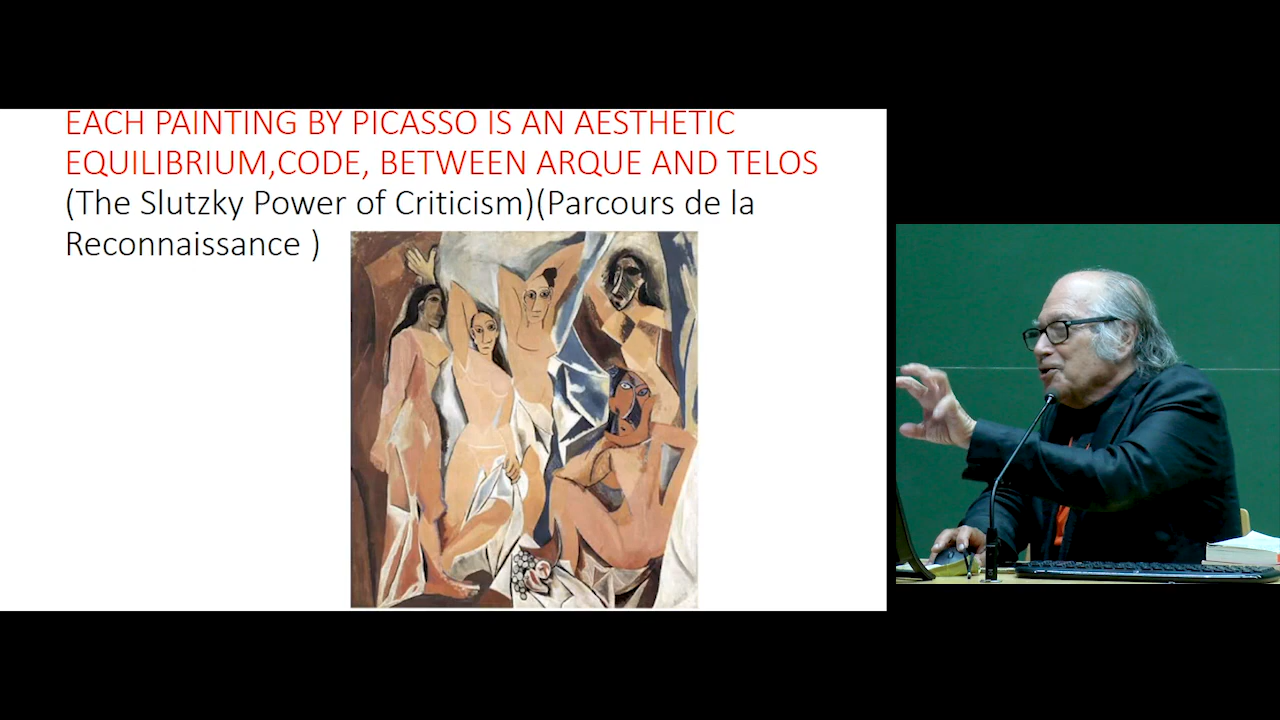 EACH PAINTING BY PICASSO IS AN AESTHETIC
EQUILIBRIUM,CODE, BETWEEN ARQUE AND TELOS
(The Slutzky Power of Criticism)(Parcours de la
Reconnaissance )